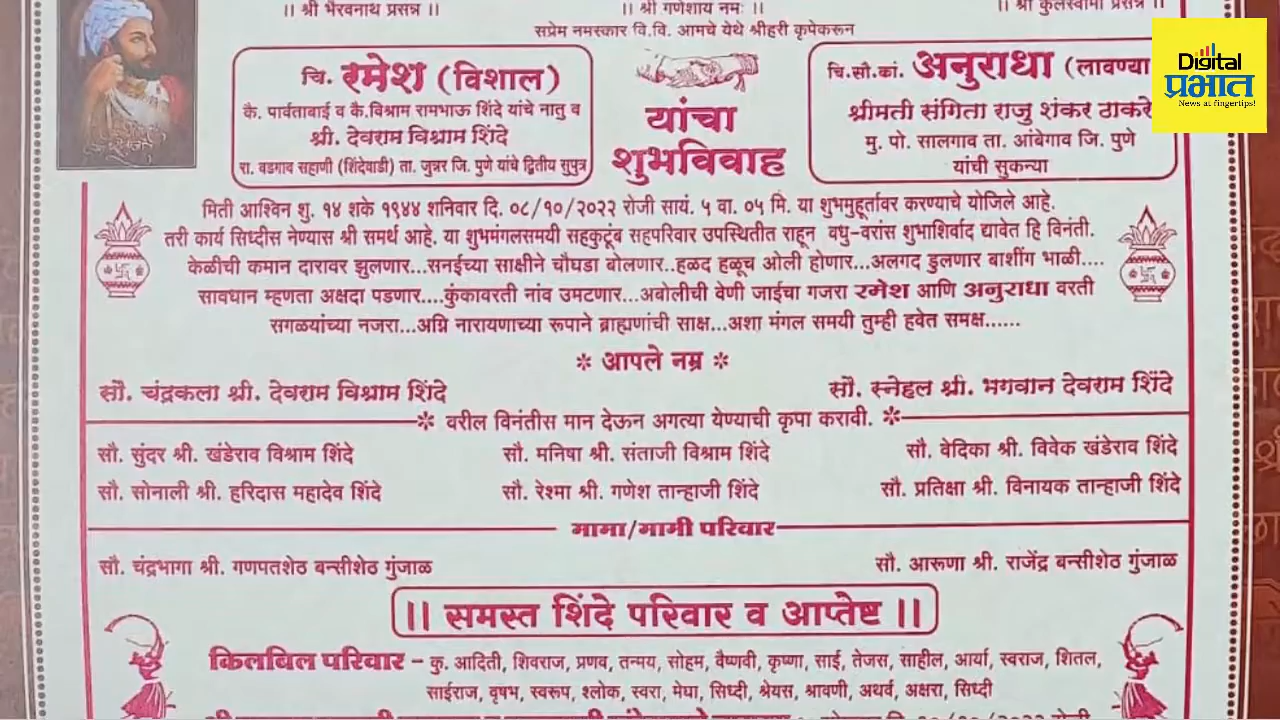 ।। श्री भैरवनाथ प्रसन्न ।।
।। श्री गणेशाय नमः ।।
।। श्री कुलस्वामी प्रसन्न ।।
सप्रेम नमस्कार वि.वि. आमचे येथे श्रीहरी कृपेकरून
चि. रमेश (विशाल)
कै. पार्वताबाई व कै.विश्राम रामभाऊ शिंदे यांचे नातु व
श्री. देवराम विश्राम शिंदे
रा. वडगाव सहाणी (शिंदेवाडी) ता. जुन्नर जि. पुणे यांचे द्वितीय सुपुत्र
यांचा
शुभविवाह
चि.सौ.कां. अनुराधा (लावण्या
श्रीमती संगिता राजु शंकर ठाकरे
मु. पो. सालगाव ता. आंबेगाव जि. पुणे
यांची सुकन्या
Digital
प्रभात
News at fingertips!
मिती आश्विन शु. १४ शके १९४४ शनिवार दि. ०८/१०/२०२२ रोजी सायं. ५ वा. ०५ मि. या शुभमुहूर्तावर करण्याचे योजिले आहे.
तरी कार्य सिध्दीस नेण्यास श्री समर्थ आहे. या शुभमंगलसमयी सहकुटूंब सहपरिवार उपस्थितीत राहून वधु-वरांस शुभाशिर्वाद द्यावेत हि विनंती.
केळीची कमान दारावर झुलणार...सनईच्या साक्षीने चौघडा बोलणार..हळद हळूच ओली होणार...अलगद डुलणार बाशींग भाळी....
सावधान म्हणता अक्षदा पडणार....कुंकावरती नांव उमटणार...अबोलीची वेणी जाईचा गजरा रमेश आणि अनुराधा वरती
सगळयांच्या नजरा...अग्नि नारायणाच्या रूपाने ब्राह्मणांची साक्ष...अशा मंगल समयी तुम्ही हवेत समक्ष......
* आपले नम्र *
सौ. चंद्रकला श्री. देवराम विश्राम शिंदे
सौ. स्नेहल श्री. भगवान देवराम शिंदे
* वरील विनंतीस मान देऊन अगत्या येण्याची कृपा करावी. *
सौ. सुंदर श्री. खंडेराव विश्राम शिंदे
सौ. मनिषा श्री. संताजी विश्राम शिंदे
सौ. वेदिका श्री. विवेक खंडेराव शिंदे
सौ. सोनाली श्री. हरिदास महादेव शिंदे
सौ. रेश्मा श्री. गणेश तान्हाजी शिंदे
सौ. प्रतिक्षा श्री. विनायक तान्हाजी शिंदे
मामा/मामी परिवार
सौ. चंद्रभागा श्री. गणपतशेठ बन्सीशेठ गुंजाळ
सौ. आरूणा श्री. राजेंद्र बन्सीशेठ गुंजाळ
।। समस्त शिंदे परिवार व आप्तेष्ट ।।
किलबिल परिवार - कु. आदिती, शिवराज, प्रणव, तन्मय, सोहम, वैष्णवी, कृष्णा, साई, तेजस, साहील, आर्या, स्वराज, शितल,
साईराज, वृषभ, स्वरूप, श्लोक, स्वरा, मेघा, सिध्दी, श्रेयस, श्रावणी, अथर्व, अक्षरा, सिध्दी